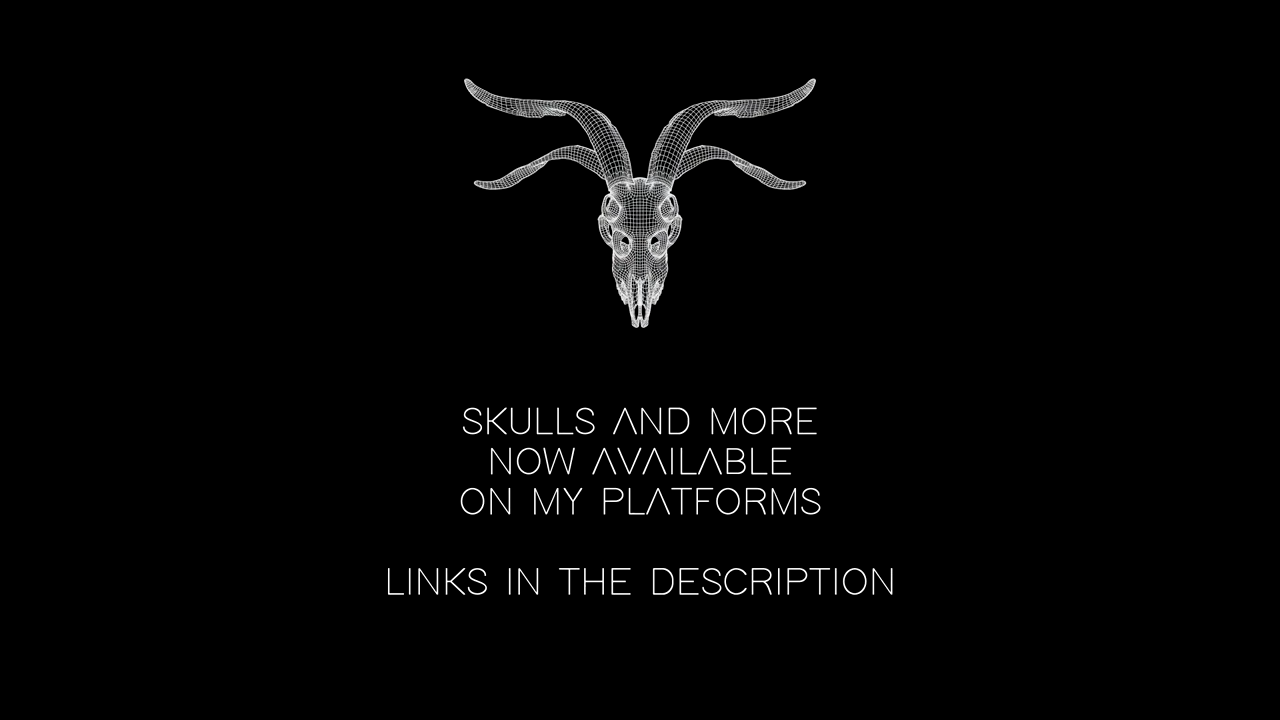 SKULLS AND MORE
NOW AVAILABLE
ON MY PLATFORMS
LINKS IN THE DESCRIPTION